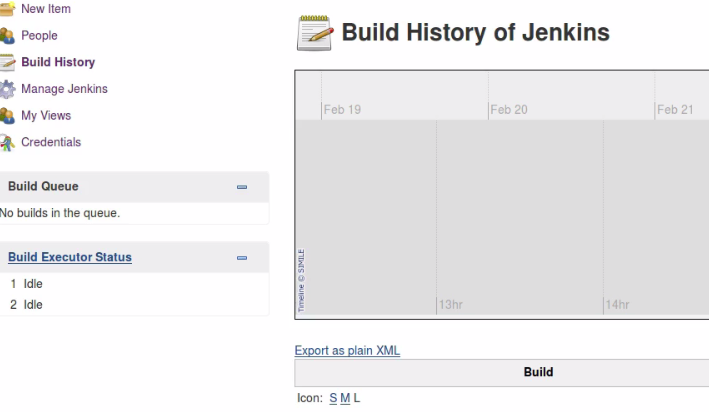 New Item
People
Build History
Manage Jenkins
My Views
Credentials
Build Queue
No builds in the queue.
Build Executor Status
1 Idle
2 Idle
Build History of Jenkins
Feb 19 Feb 20 Feb 21
Timeline © SIMILE
13hr 14hr
Export as plain XML
Build
Icon: S M L